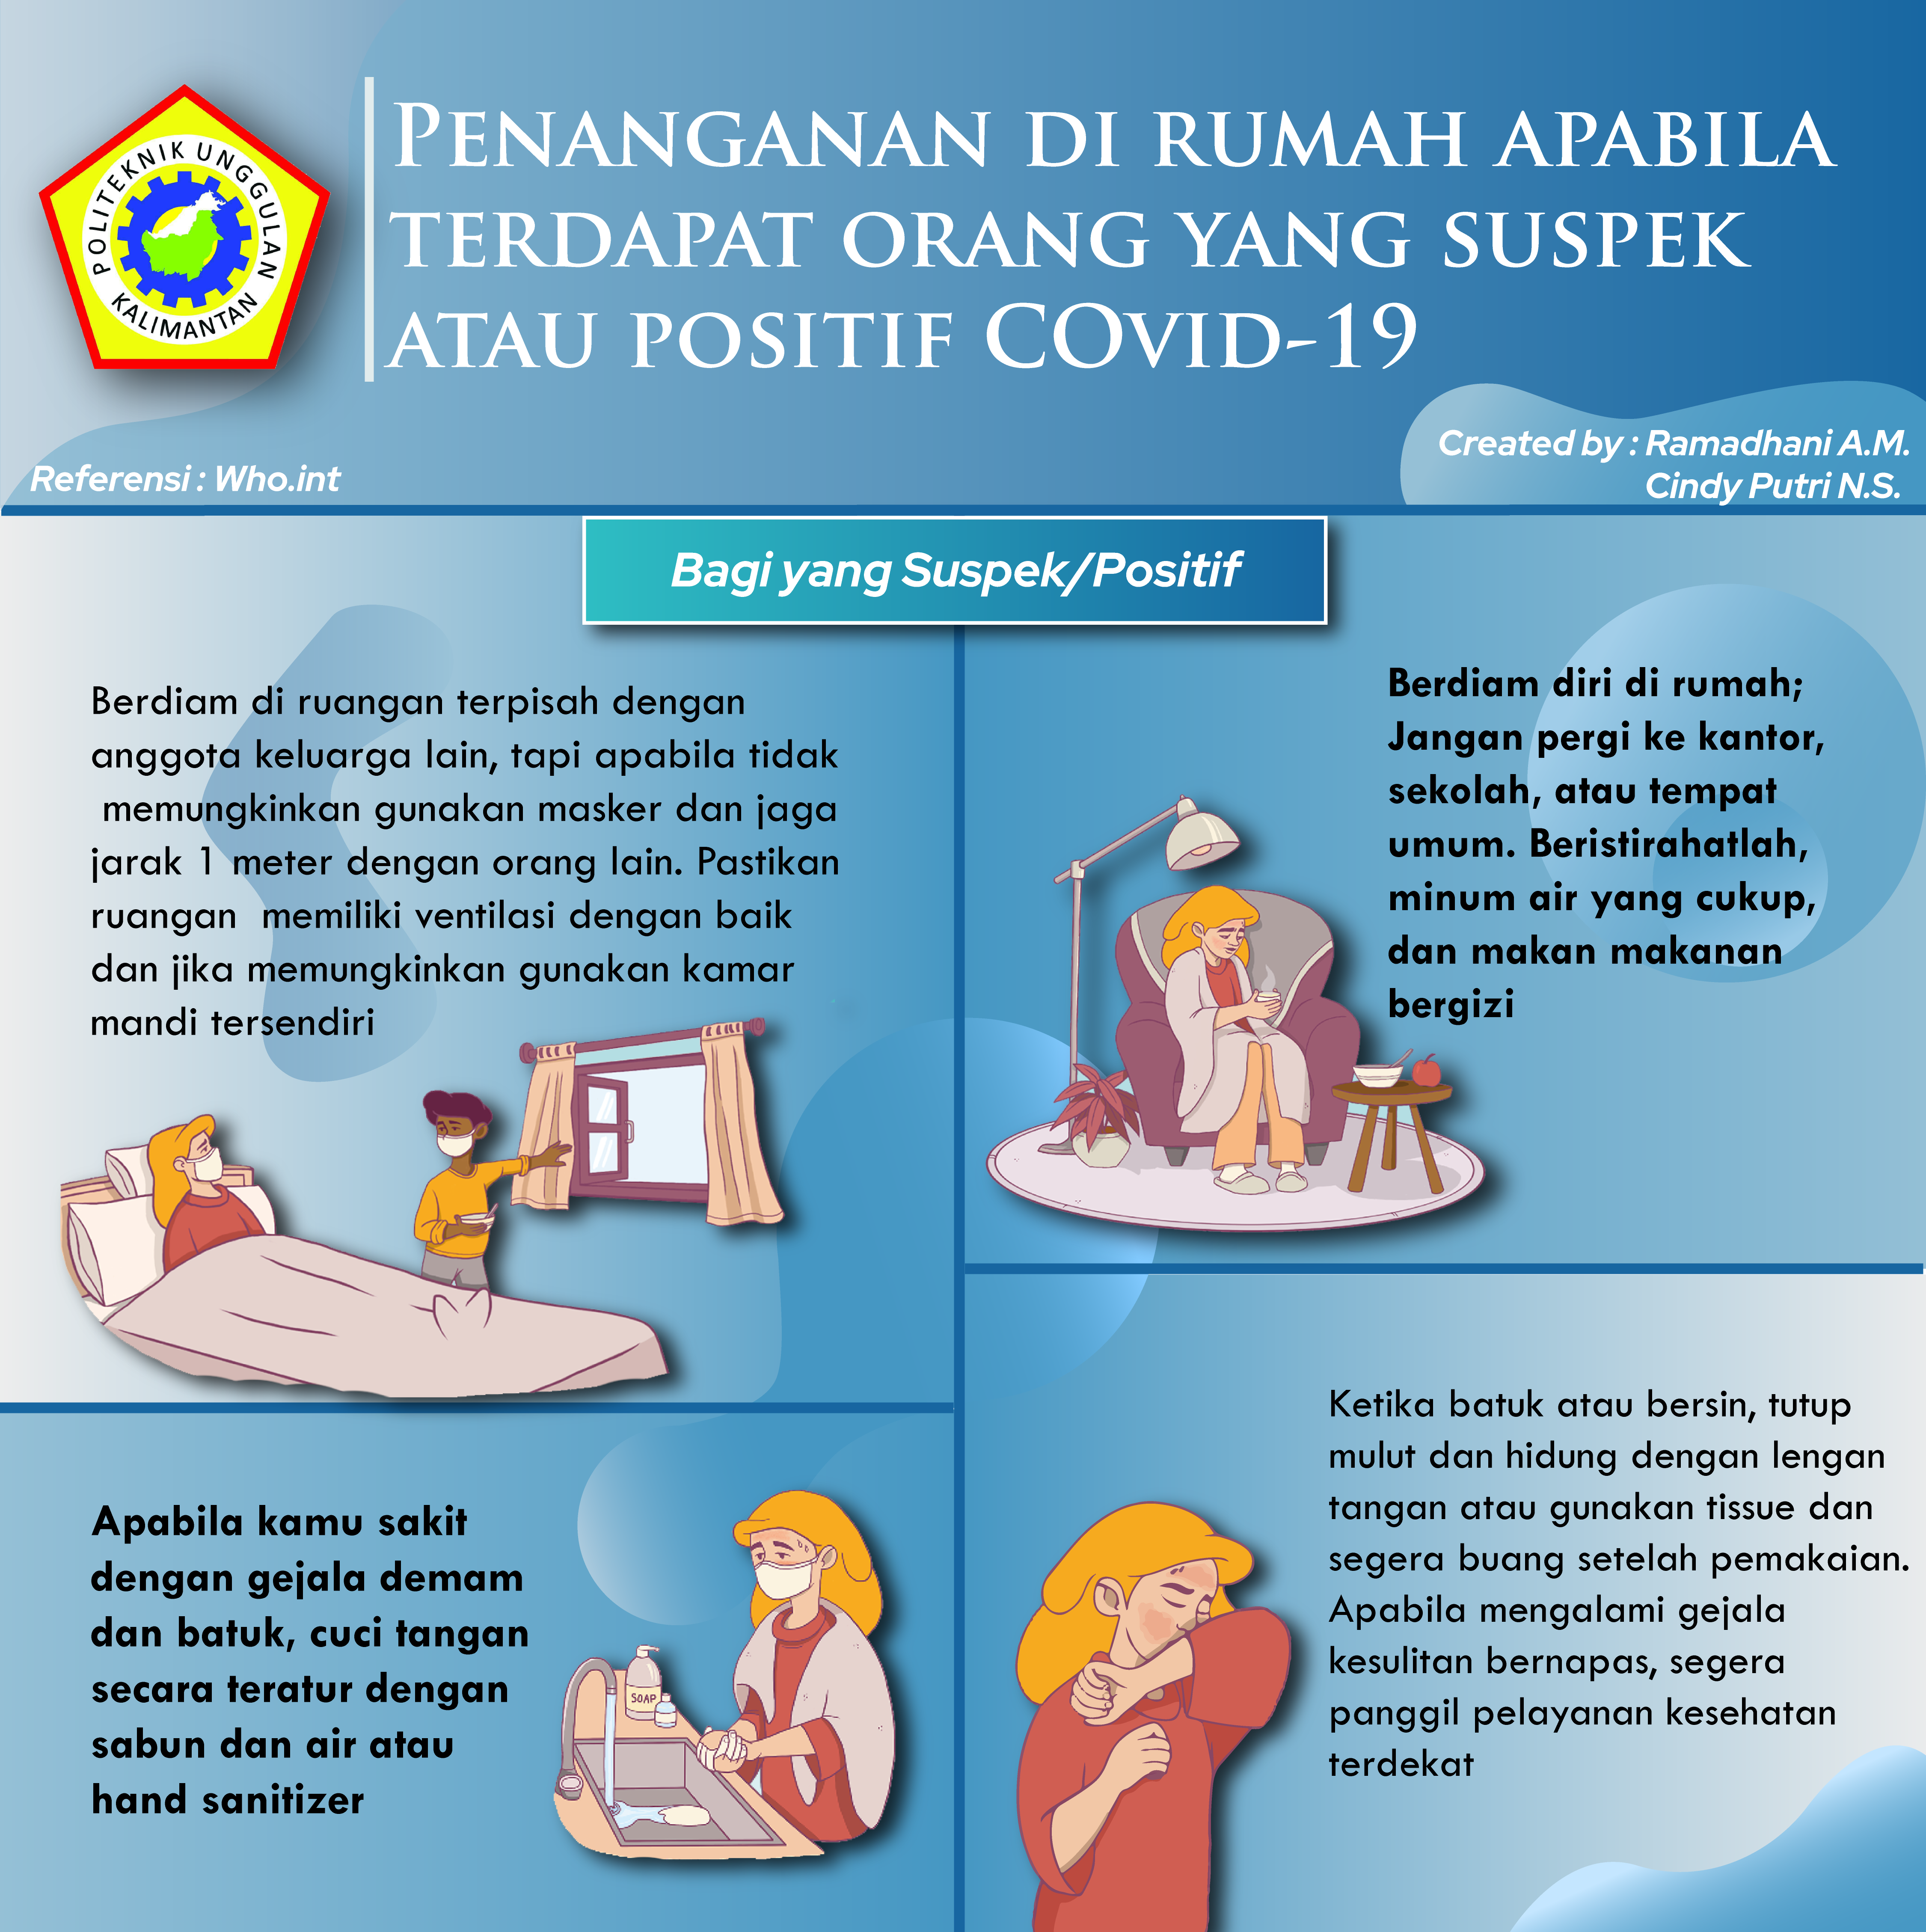 POLITEKNIK UNGGULAN
KALIMANTAN
Penanganan di rumah apabila
terdapat orang yang suspek
atau positif COvid-19
Referensi : Who.int
Created by : Ramadhani A.M.
Cindy Putri N.S.
Bagi yang Suspek/Positif
Berdiam di ruangan terpisah dengan
anggota keluarga lain, tapi apabila tidak
memungkinkan gunakan masker dan jaga
jarak 1 meter dengan orang lain. Pastikan
ruangan memiliki ventilasi dengan baik
dan jika memungkinkan gunakan kamar
mandi tersendiri
Berdiam diri di rumah;
Jangan pergi ke kantor,
sekolah, atau tempat
umum. Beristirahatlah,
minum air yang cukup,
dan makan makanan
bergizi
Apabila kamu sakit
dengan gejala demam
dan batuk, cuci tangan
secara teratur dengan
sabun dan air atau
hand sanitizer
SOAP
Ketika batuk atau bersin, tutup
mulut dan hidung dengan lengan
tangan atau gunakan tissue dan
segera buang setelah pemakaian.
Apabila mengalami gejala
kesulitan bernapas, segera
panggil pelayanan kesehatan
terdekat